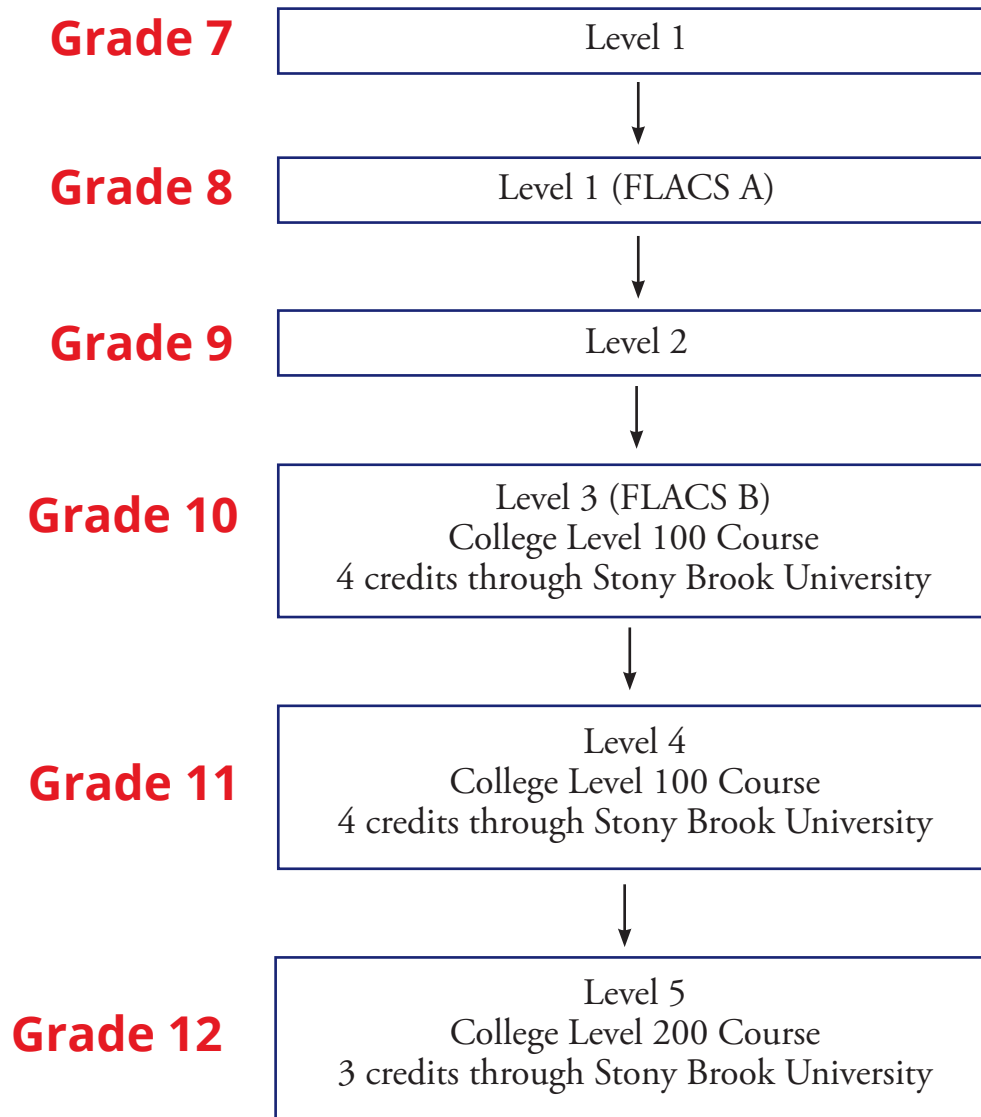 Grade 7
Level 1
Grade 8
Level 1 (FLACS A)
Grade 9
Level 2
Grade 10
Level 3 (FLACS B)
College Level 100 Course
4 credits through Stony Brook University
Grade 11
Level 4
College Level 100 Course
4 credits through Stony Brook University
Grade 12
Level 5
College Level 200 Course
3 credits through Stony Brook University